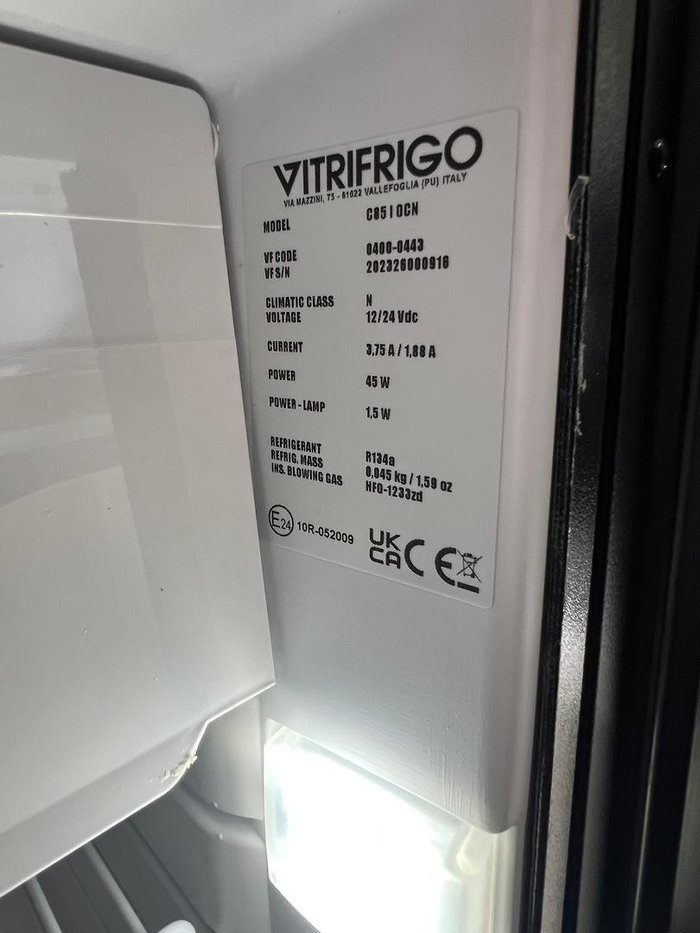 VITRIFRIGO
VIA MAZZINI, 75 - 61022 VALLEFOGLIA (PU) ITALY
MODEL C85 I OCN
VF CODE 0400-0443
VF S/N 202326000916
CLIMATIC CLASS N
VOLTAGE 12/24 Vdc
CURRENT 3,75 A / 1,88 A
POWER 45 W
POWER-LAMP 1,5 W
REFRIGERANT R134a
REFRIG. MASS 0,045 kg / 1,59 oz
INS. BLOWING GAS HFO-1233zd
E24 10R-052009
UK
CA CE